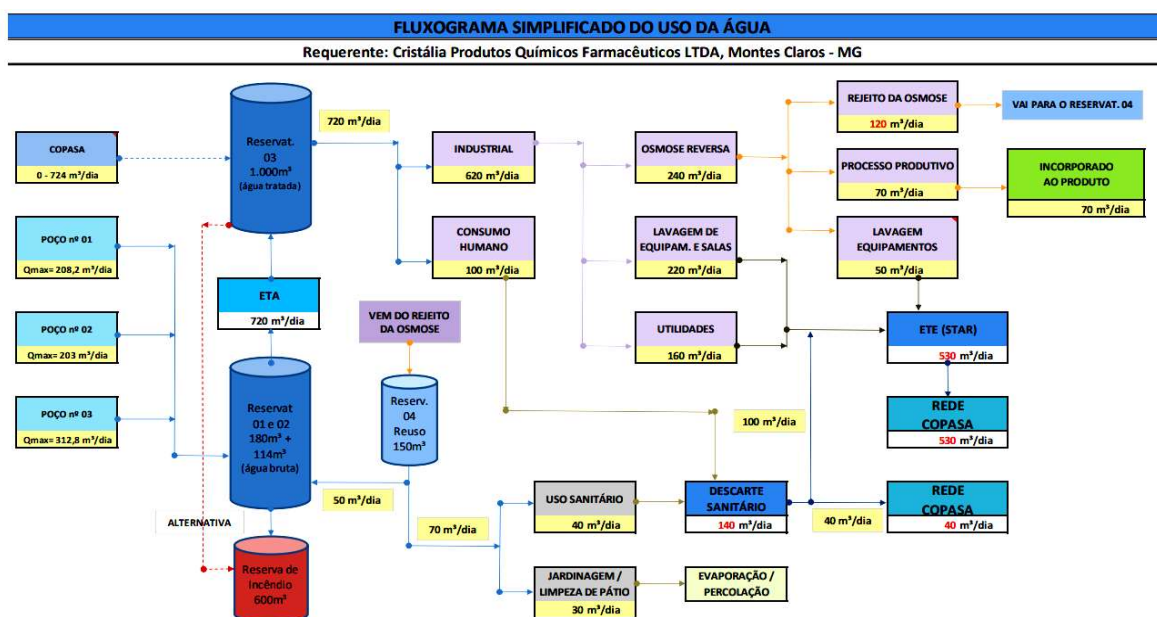 FLUXOGRAMA SIMPLIFICADO DO USO DA ÁGUA
Requerente: Cristália Produtos Químicos Farmacêuticos LTDA, Montes Claros - MG
COPASA
0 - 724 m³/dia
POÇO nº 01
Qmax= 208,2 m³/dia
POÇO nº 02
Qmax= 203 m³/dia
POÇO nº 03
Qmax= 312,8 m³/dia
Reservat.
03
1.000m³
(água tratada)
720 m³/dia
ETA
720 m³/dia
Reservat
01 e 02
180m³ +
114m³
(água bruta)
ALTERNATIVA
Reserva de
Incêndio
600m³
INDUSTRIAL
620 m³/dia
CONSUMO
HUMANO
100 m³/dia
VEM DO REJEITO
DA OSMOSE
Reserv.
04
Reuso
150m³
50 m³/dia
70 m³/dia
OSMOSE REVERSA
240 m³/dia
LAVAGEM DE
EQUIPAM. E SALAS
220 m³/dia
UTILIDADES
160 m³/dia
100 m³/dia
USO SANITÁRIO
40 m³/dia
JARDINAGEM /
LIMPEZA DE PÁTIO
30 m³/dia
DESCARTE
SANITÁRIO
140 m³/dia
EVAPORAÇÃO /
PERCOLAÇÃO
40 m³/dia
REJEITO DA OSMOSE
120 m³/dia
VAI PARA O RESERVAT. 04
PROCESSO PRODUTIVO
70 m³/dia
INCORPORADO
AO PRODUTO
70 m³/dia
LAVAGEM
EQUIPAMENTOS
50 m³/dia
ETE (STAR)
530 m³/dia
REDE
COPASA
530 m³/dia
REDE
COPASA
40 m³/dia